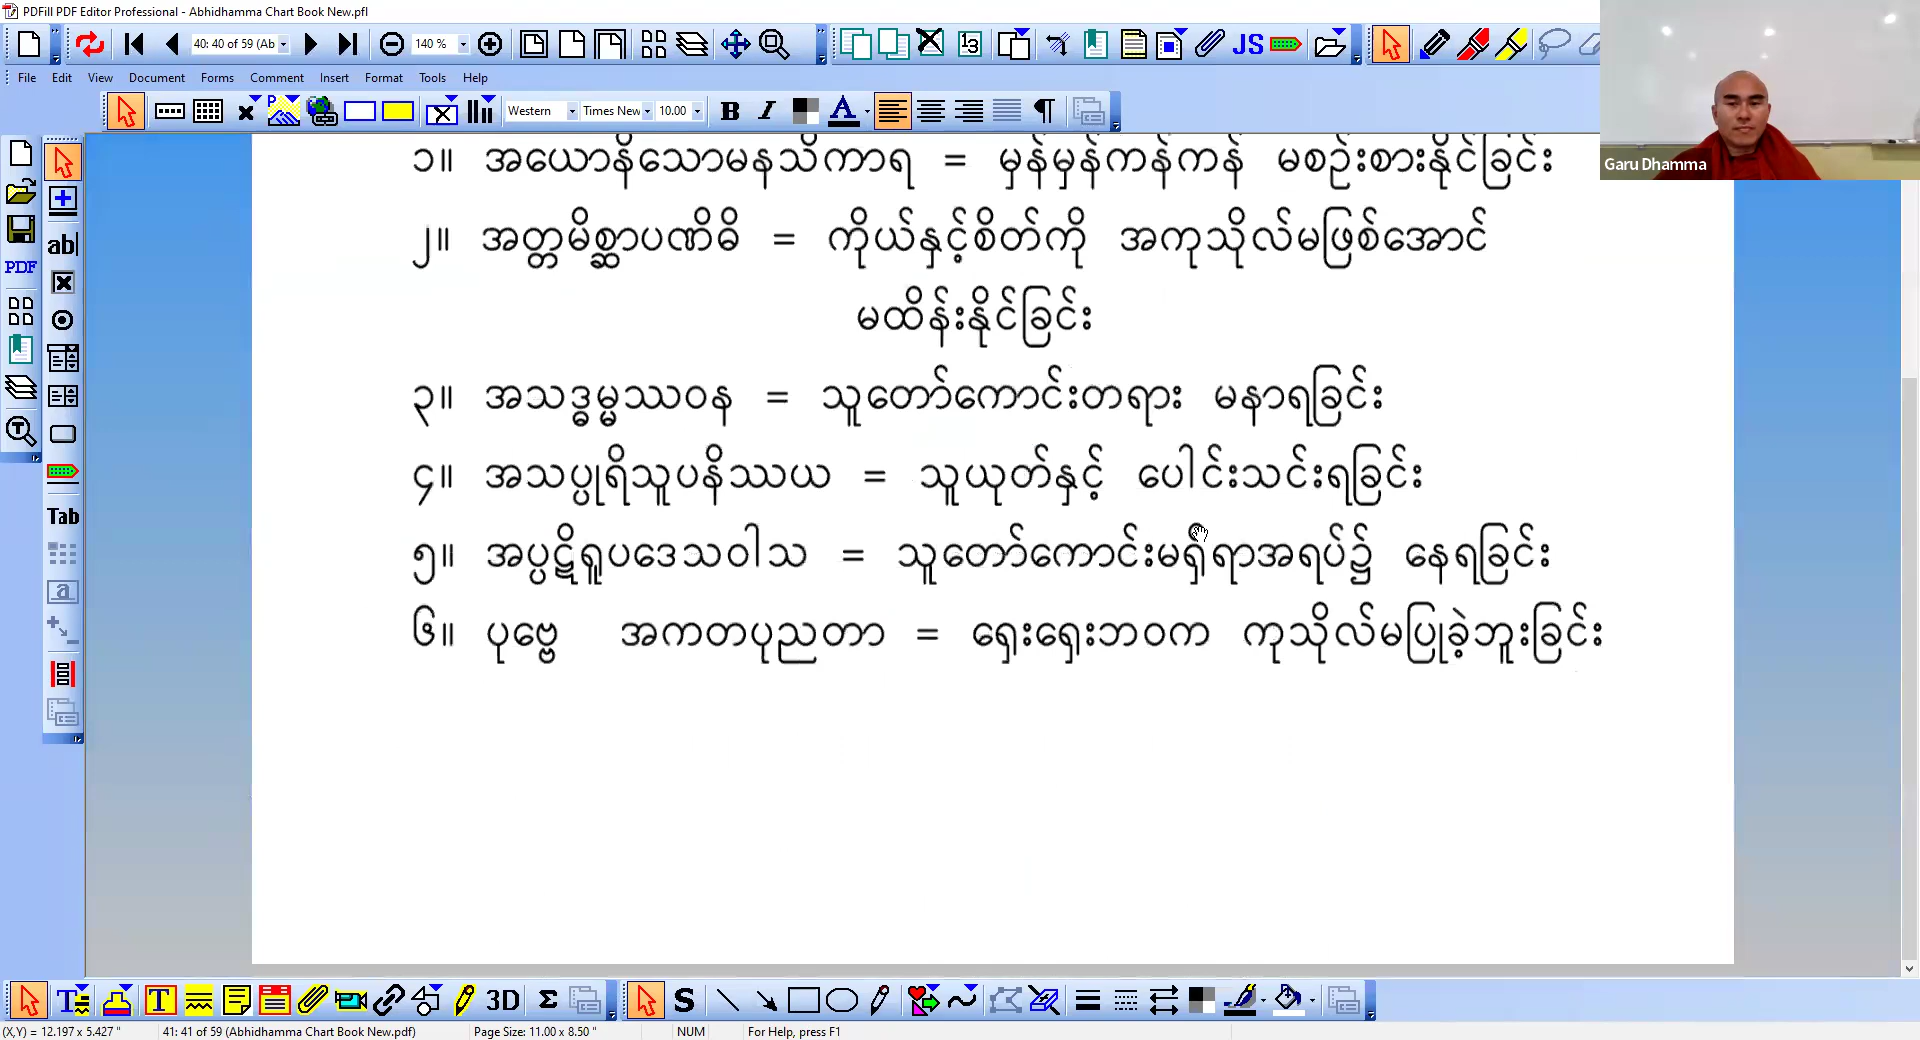 PDFill PDF Editor Professional - Abhidhamma Chart Book New.pfl
40: 40 of 59 (Ab
140 %
JS
File Edit View Document Forms Comment Insert Format Tools Help
Western Times New 10.00 B I A
Garu Dhamma
ab|
PDF
Tab
၁။ အယောနိသောမနသိကာရ = မှန်မှန်ကန်ကန် မစဉ်းစားနိုင်ခြင်း
၂။ အတ္တမိစ္ဆာပဏိဓိ = ကိုယ်နှင့်စိတ်ကို အကုသိုလ်မဖြစ်အောင်
မထိန်းနိုင်ခြင်း
၃။ အသဒ္ဓမ္မဿဝန = သူတော်ကောင်းတရား မနာရခြင်း
၄။ အသပ္ပုရိသူပနိဿယ = သူယုတ်နှင့် ပေါင်းသင်းရခြင်း
၅။ အပ္ပဋိရူပဒေသဝါသ = သူတော်ကောင်းမရှိရာအရပ်၌ နေရခြင်း
၆။ ပုဗ္ဗေ အကတပုညတာ = ရှေးရှေးဘဝက ကုသိုလ်မပြုခဲ့ဘူးခြင်း
T T 3D Σ S
(X,Y) = 12.197 x 5.427 " 41: 41 of 59 (Abhidhamma Chart Book New.pdf) Page Size: 11.00 x 8.50 " NUM For Help, press F1